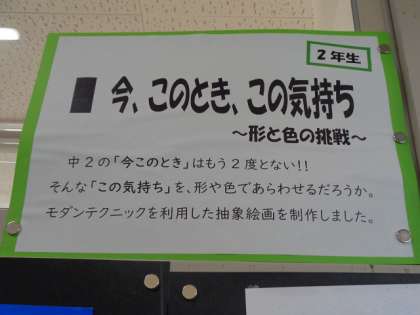 2年生
今、このとき、この気持ち
～形と色の挑戦～
中2の「今このとき」はもう2度とない!!
そんな「この気持ち」を、形や色であらわせるだろうか。
モダンテクニックを利用した抽象絵画を制作しました。